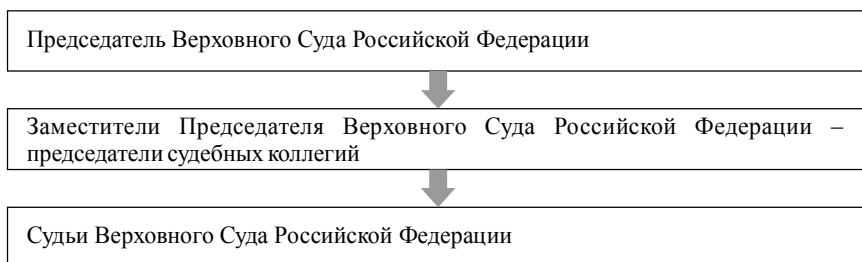 Председатель Верховного Суда Российской Федерации
Заместители Председателя Верховного Суда Российской Федерации –
председатели судебных коллегий
Судьи Верховного Суда Российской Федерации